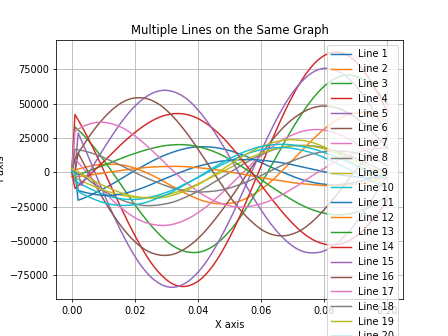 Multiple Lines on the Same Graph
75000
50000
25000
0
−25000
−50000
−75000
0.00
0.02
0.04
0.06
X axis
Line 1
Line 2
Line 3
Line 4
Line 5
Line 6
Line 7
Line 8
Line 9
Line 10
Line 11
Line 12
Line 13
Line 14
Line 15
Line 16
Line 17
Line 18
Line 19
Line 20